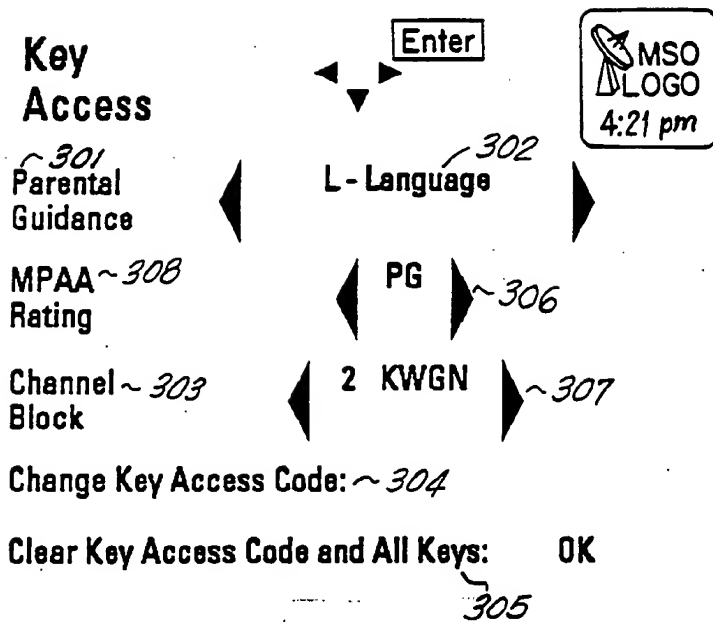 Key
Access
Enter
MSO
LOGO
4:21 pm
301
Parental
Guidance
L-Language
302
MPAA
Rating
308
PG
306
Channel
Block
303
2 KWGN
307
Change Key Access Code:
304
Clear Key Access Code and All Keys: OK
305